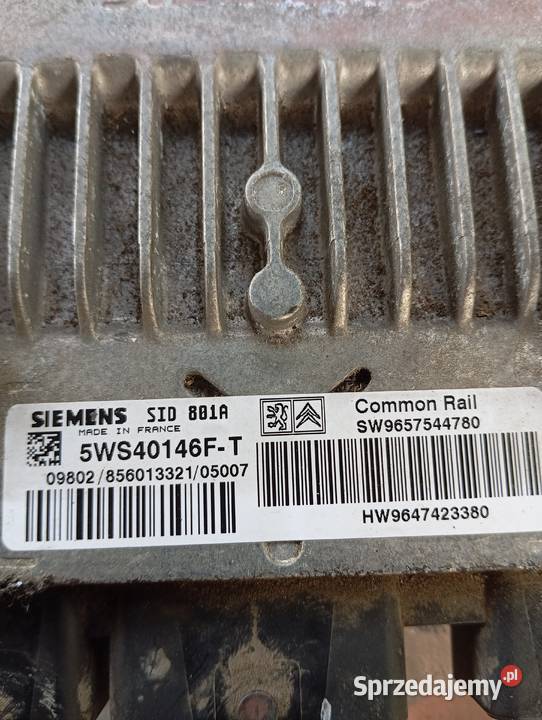 SIEMENS SID 801A
MADE IN FRANCE
5WS40146F-T
09802/856013321/05007
Common Rail
SW9657544780
HW9647423380
Sprzedajemy.pl